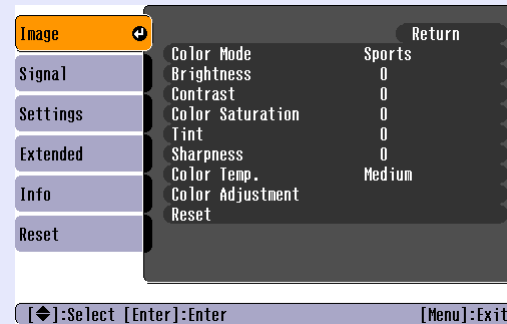 Image
Signal
Settings
Extended
Info
Reset
Return
Color Mode Sports
Brightness 0
Contrast 0
Color Saturation 0
Tint 0
Sharpness 0
Color Temp. Medium
Color Adjustment
Reset
[◆]:Select [Enter]:Enter [Menu]:Exit